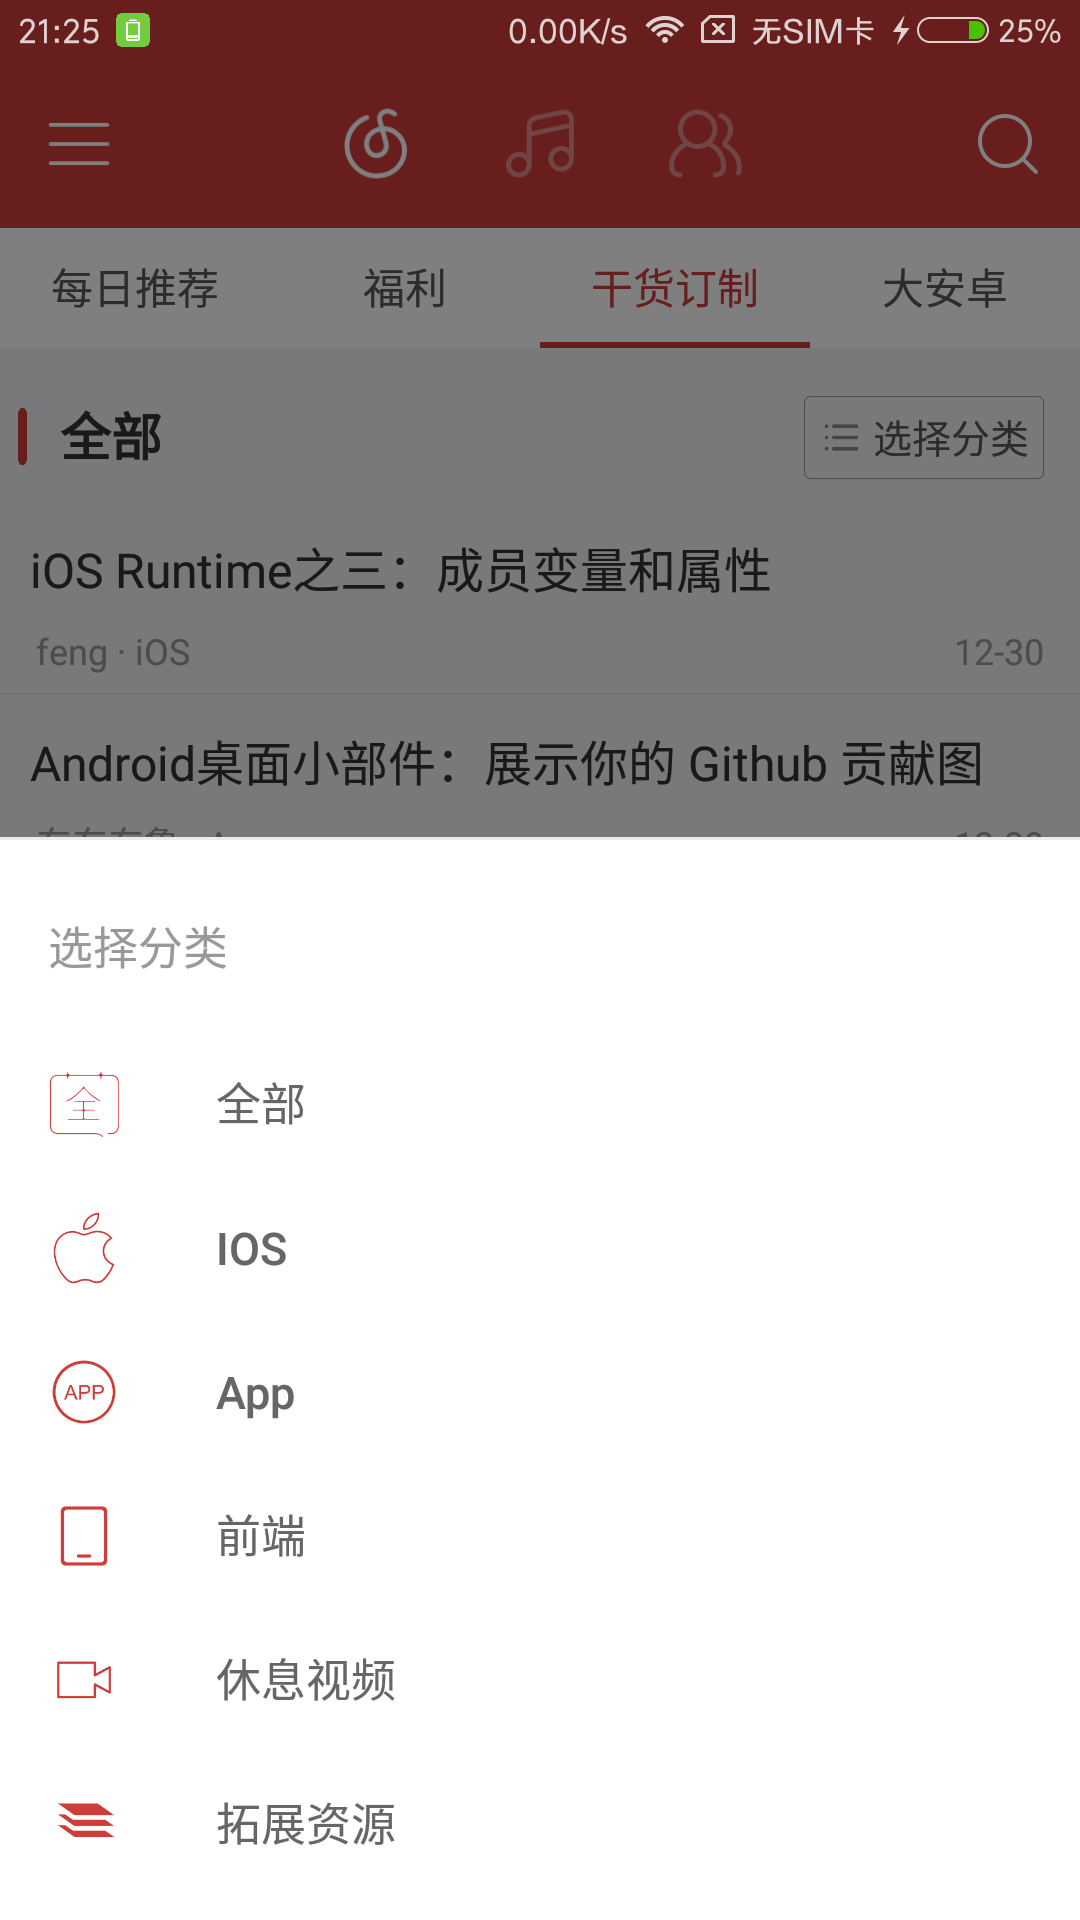 21:25 0.00K/s 无SIM卡 25%
每日推荐 福利 干货订制 大安卓
全部 选择分类
iOS Runtime之三：成员变量和属性
feng · iOS 12-30
Android桌面小部件：展示你的 Github 贡献图
选择分类
全 全部
IOS
APP App
前端
休息视频
拓展资源